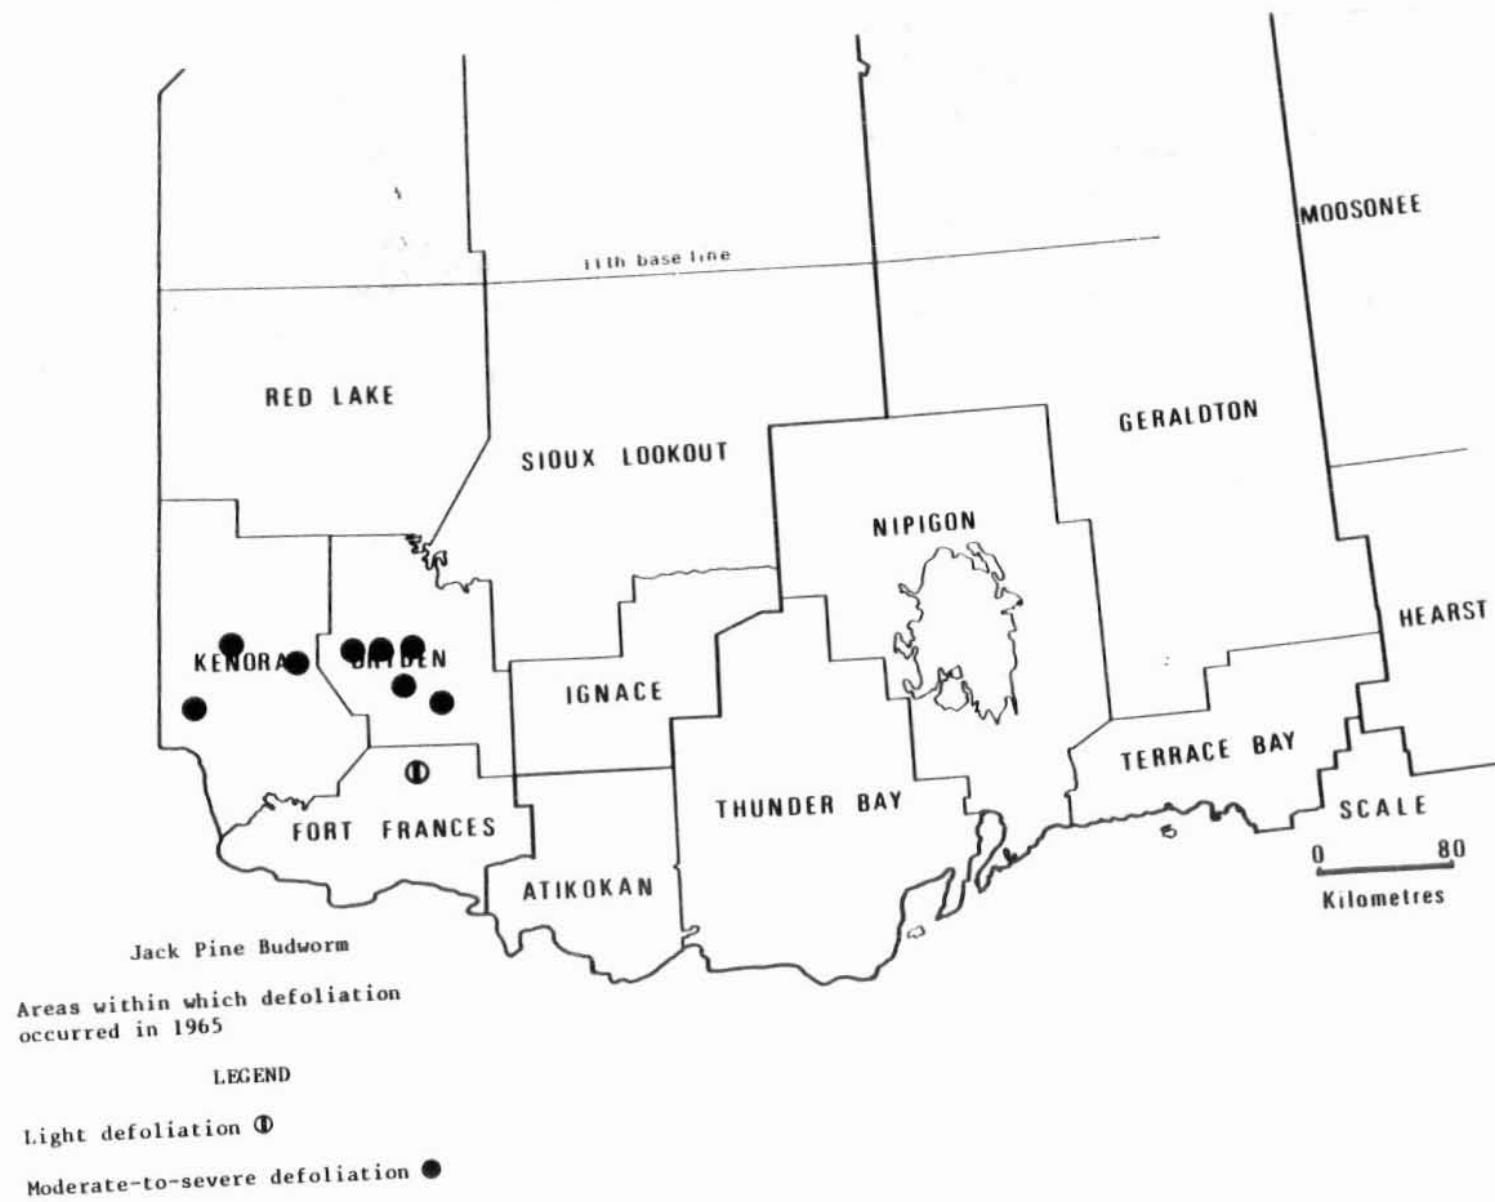 MOOSONEE
11th base line
RED LAKE
GERALDTON
SIOUX LOOKOUT
NIPIGON
HEARST
KENORA
DRYDEN
IGNACE
TERRACE BAY
THUNDER BAY
SCALE
FORT FRANCES
0 80
ATIKOKAN
Kilometres
Jack Pine Budworm
Areas within which defoliation
occurred in 1965
LEGEND
Light defoliation
Moderate-to-severe defoliation